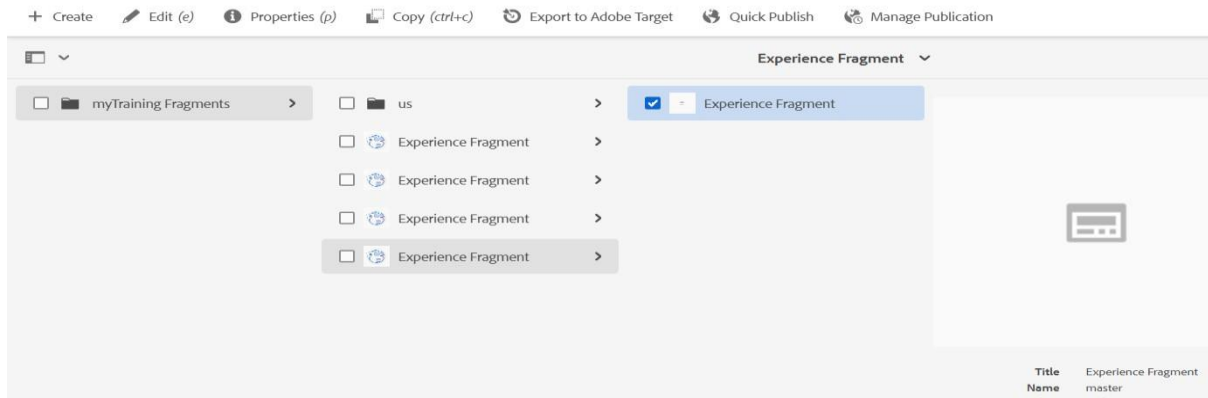 + Create Edit (e) Properties (p) Copy (ctrl+c) Export to Adobe Target Quick Publish Manage Publication
Experience Fragment
myTraining Fragments > us > Experience Fragment
Experience Fragment >
Experience Fragment >
Experience Fragment >
Experience Fragment >
Title Experience Fragment
Name master